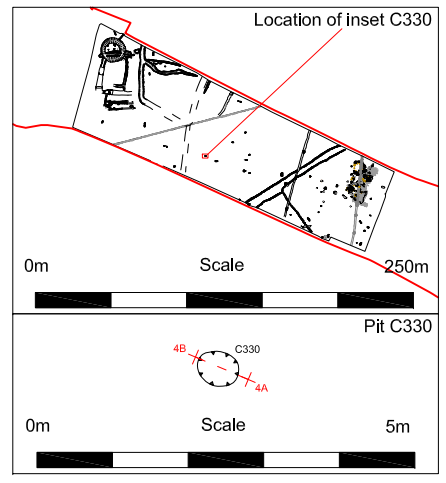 Location of inset C330
0m Scale 250m
Pit C330
C330
4B
4A
0m Scale 5m